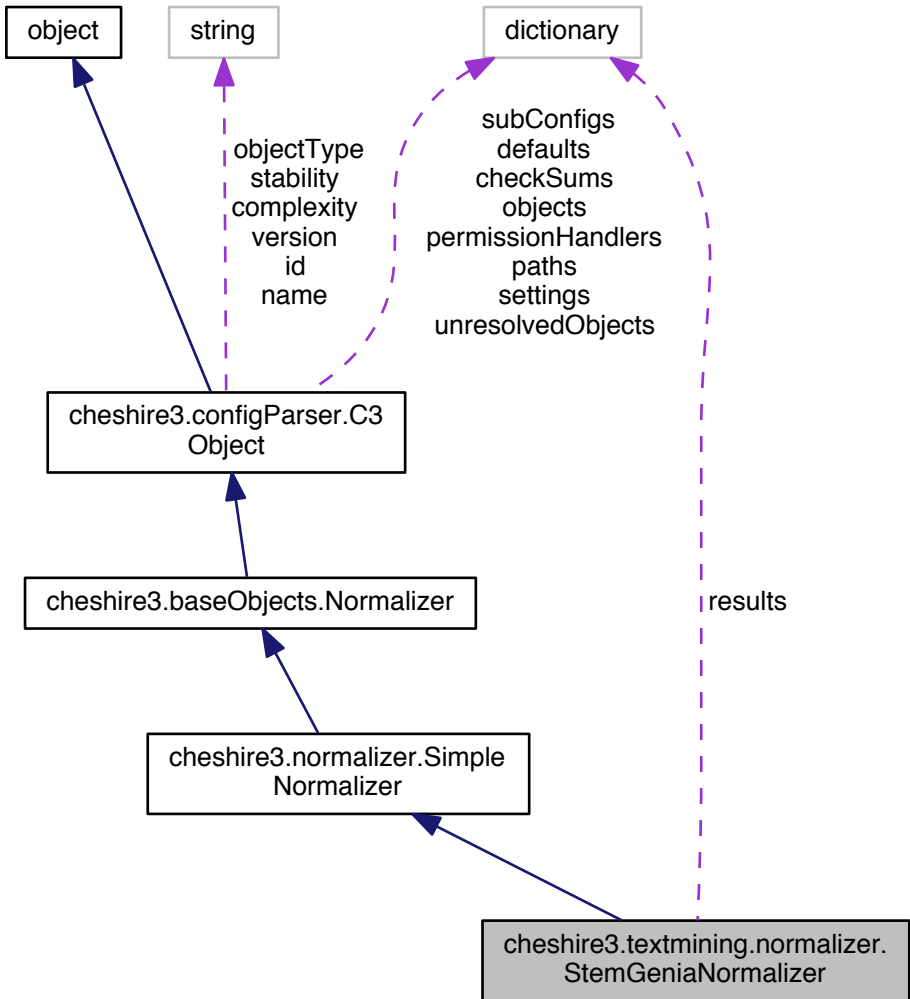 object
string
dictionary
objectType
stability
complexity
version
id
name
subConfigs
defaults
checkSums
objects
permissionHandlers
paths
settings
unresolvedObjects
cheshire3.configParser.C3
Object
cheshire3.baseObjects.Normalizer
results
cheshire3.normalizer.Simple
Normalizer
cheshire3.textmining.normalizer.
StemGeniaNormalizer